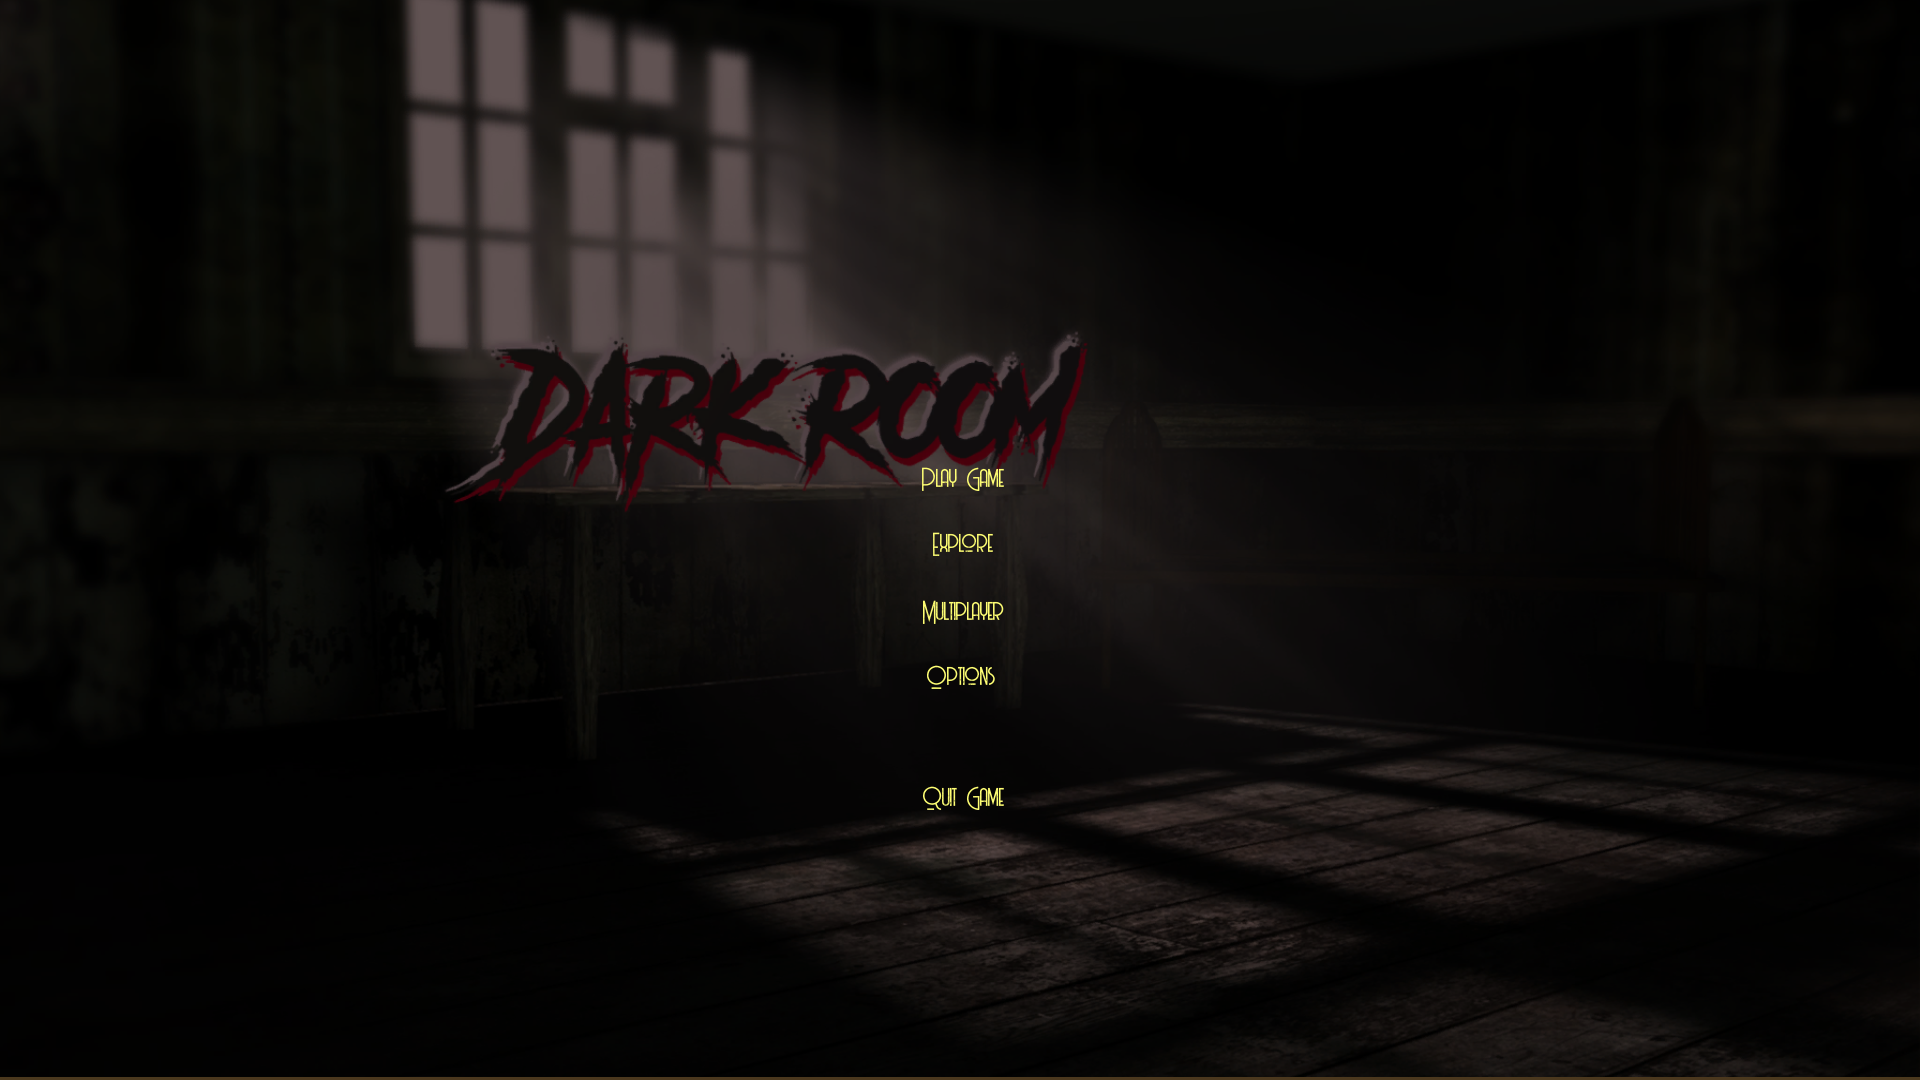 DARK ROOM
Play Game
Explore
Multiplayer
Options
Quit Game